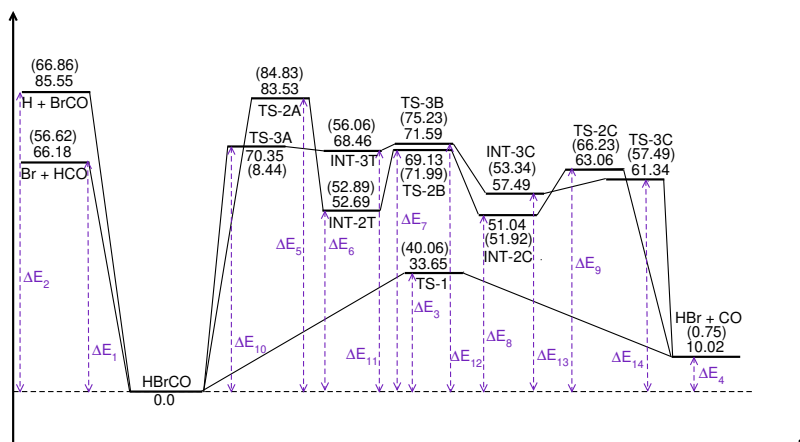 (66.86)
85.55
H + BrCO
(56.62)
66.18
Br + HCO
ΔE2
ΔE1
HBrCO
0.0
(84.83)
83.53
TS-2A
TS-3A
70.35
(8.44)
ΔE10
ΔE5
(56.06)
68.46
INT-3T
(52.89)
52.69
INT-2T
ΔE6
ΔE11
TS-3B
(75.23)
71.59
69.13
(71.99)
TS-2B
ΔE7
(40.06)
33.65
TS-1
ΔE3
ΔE12
INT-3C
(53.34)
57.49
51.04
(51.92)
INT-2C
ΔE8
ΔE13
TS-2C
(66.23)
63.06
ΔE9
TS-3C
(57.49)
61.34
ΔE14
HBr + CO
(0.75)
10.02
ΔE4